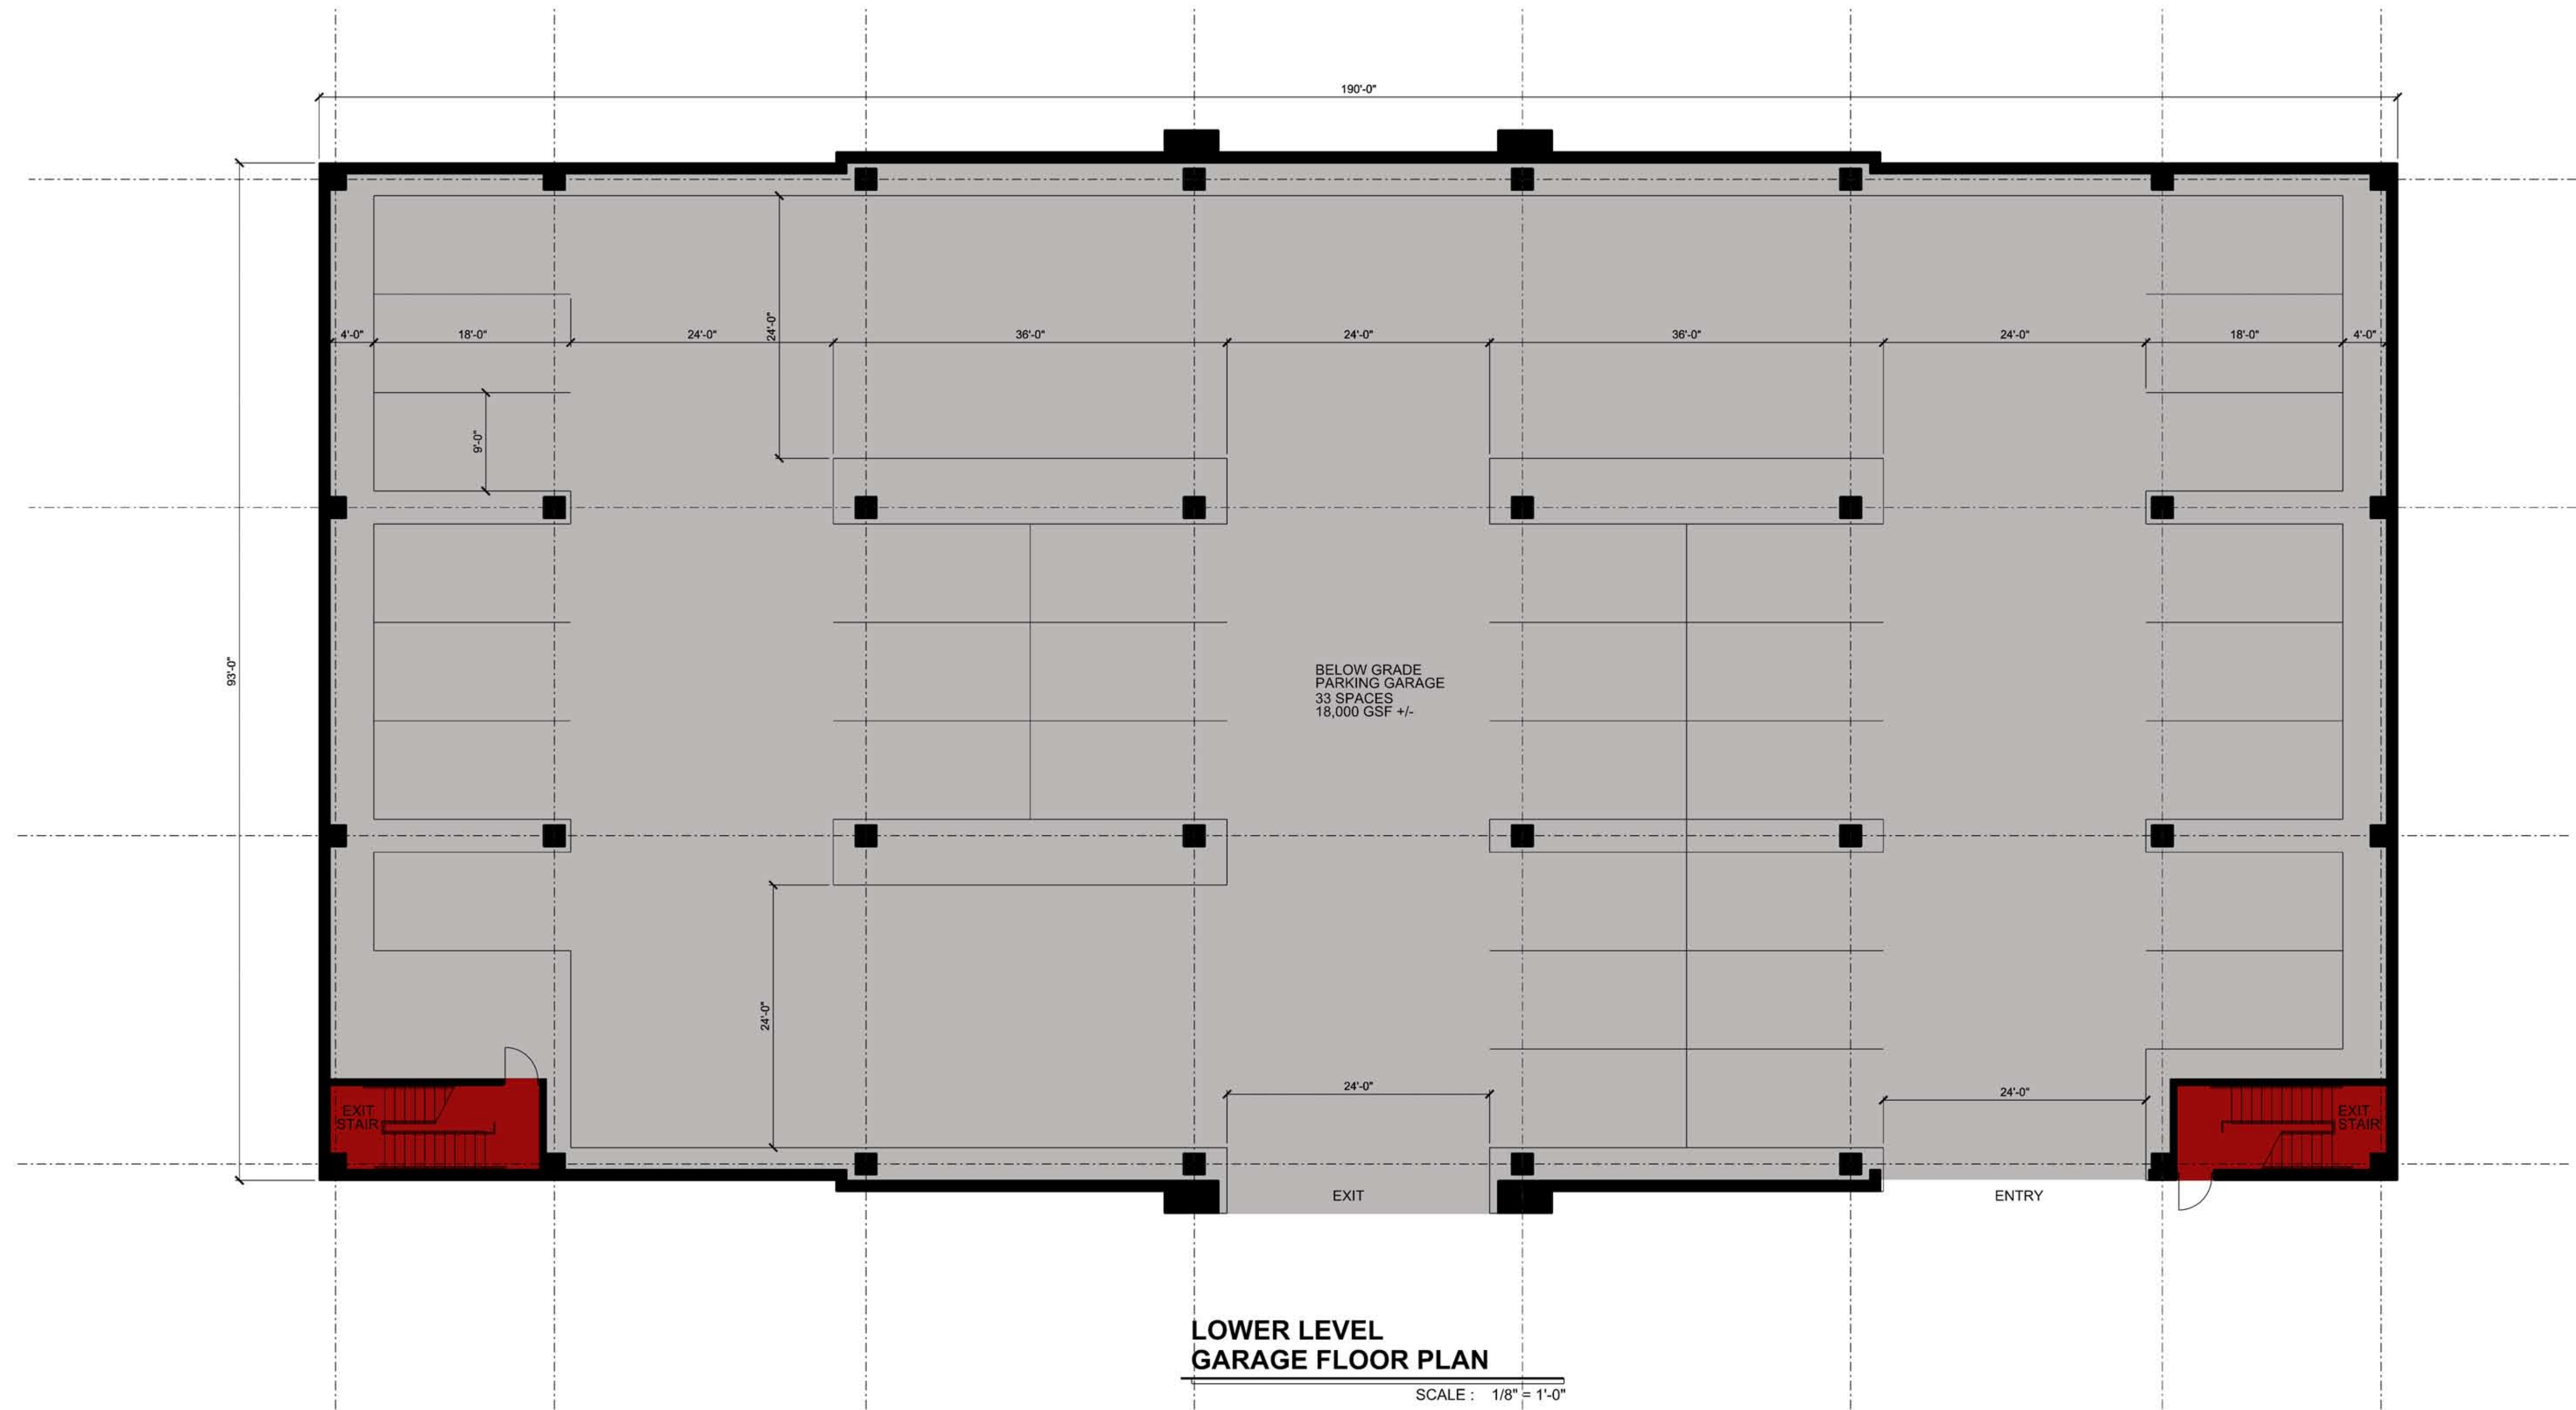 190'-0"
24'-0"
4'-0"
18'-0"
24'-0"
36'-0"
24'-0"
36'-0"
24'-0"
18'-0"
4'-0"
9'-0"
93'-0"
BELOW GRADE
PARKING GARAGE
33 SPACES
18,000 GSF +/-
24'-0"
24'-0"
24'-0"
EXIT
STAIR
EXIT
STAIR
EXIT
ENTRY
LOWER LEVEL
GARAGE FLOOR PLAN
SCALE : 1/8" = 1'-0"